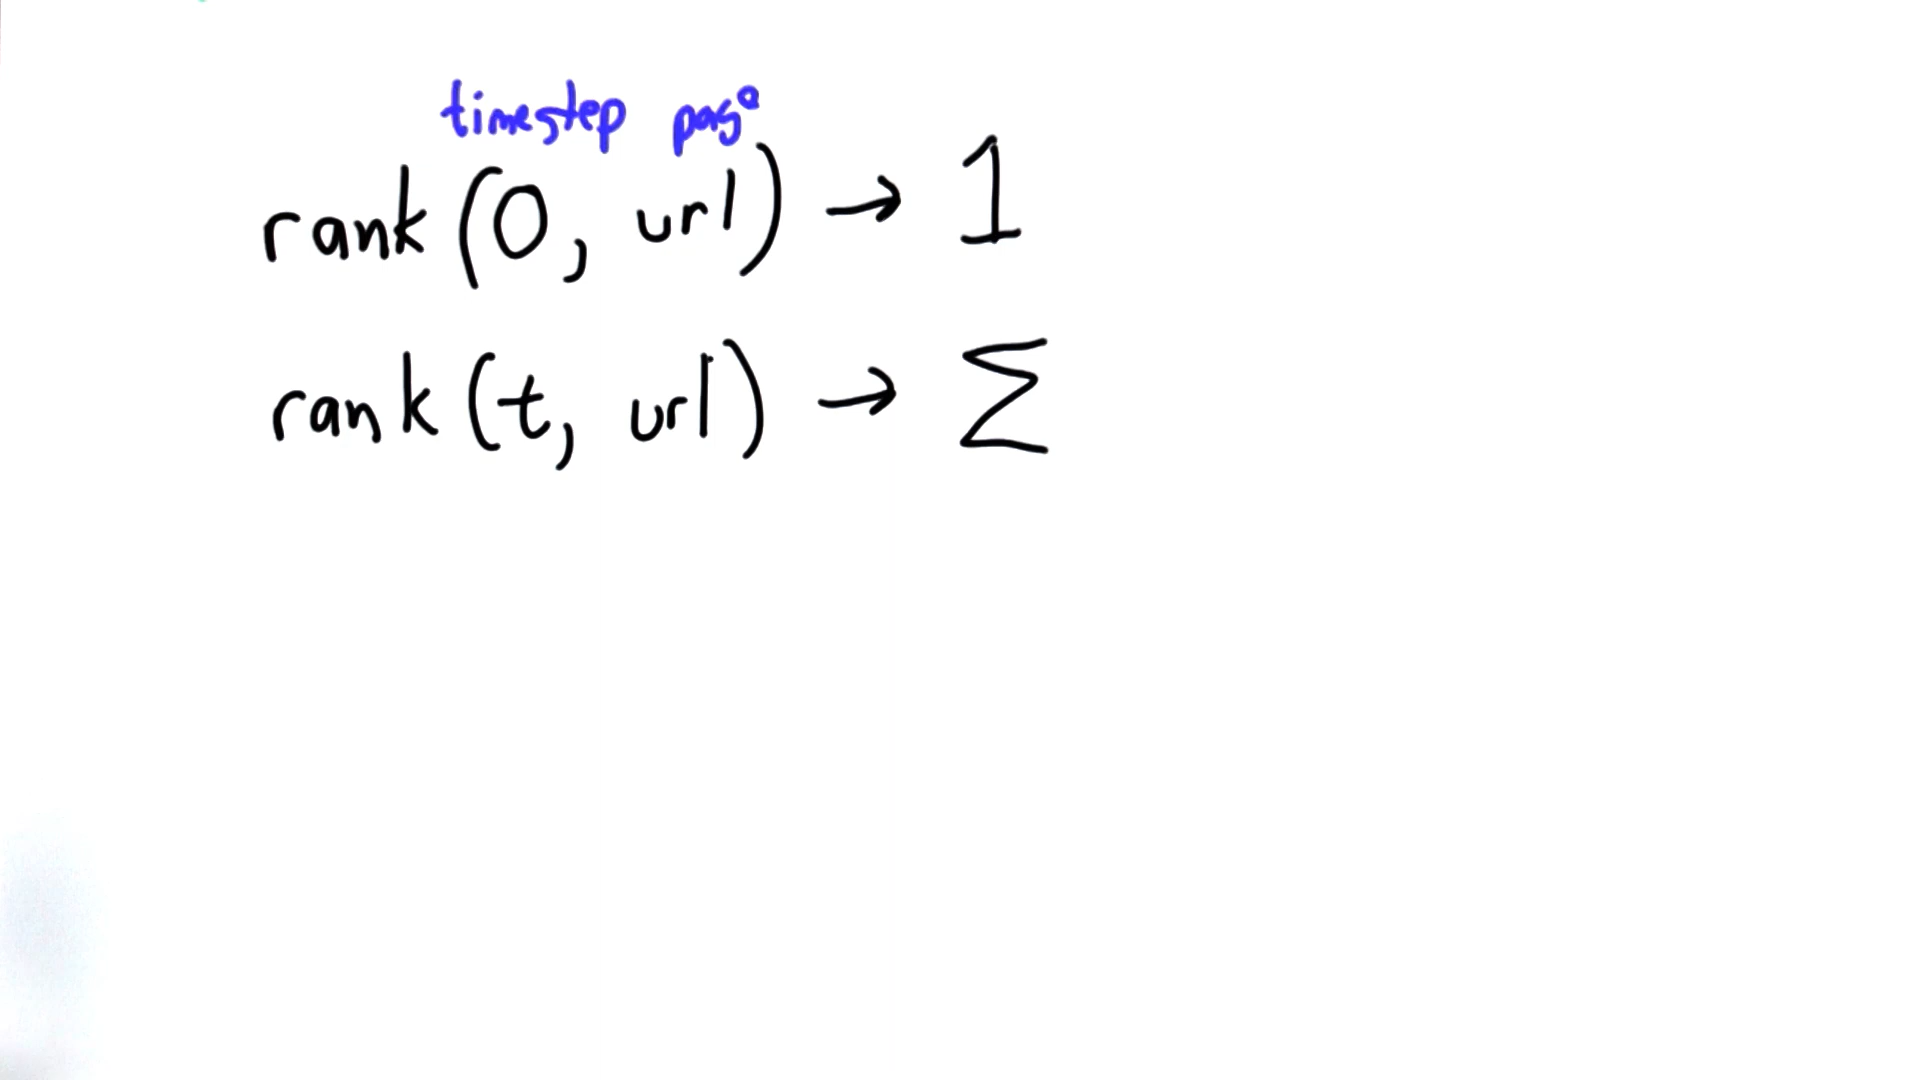 timestep page
rank (0, url) → 1
rank (t, url) → Σ